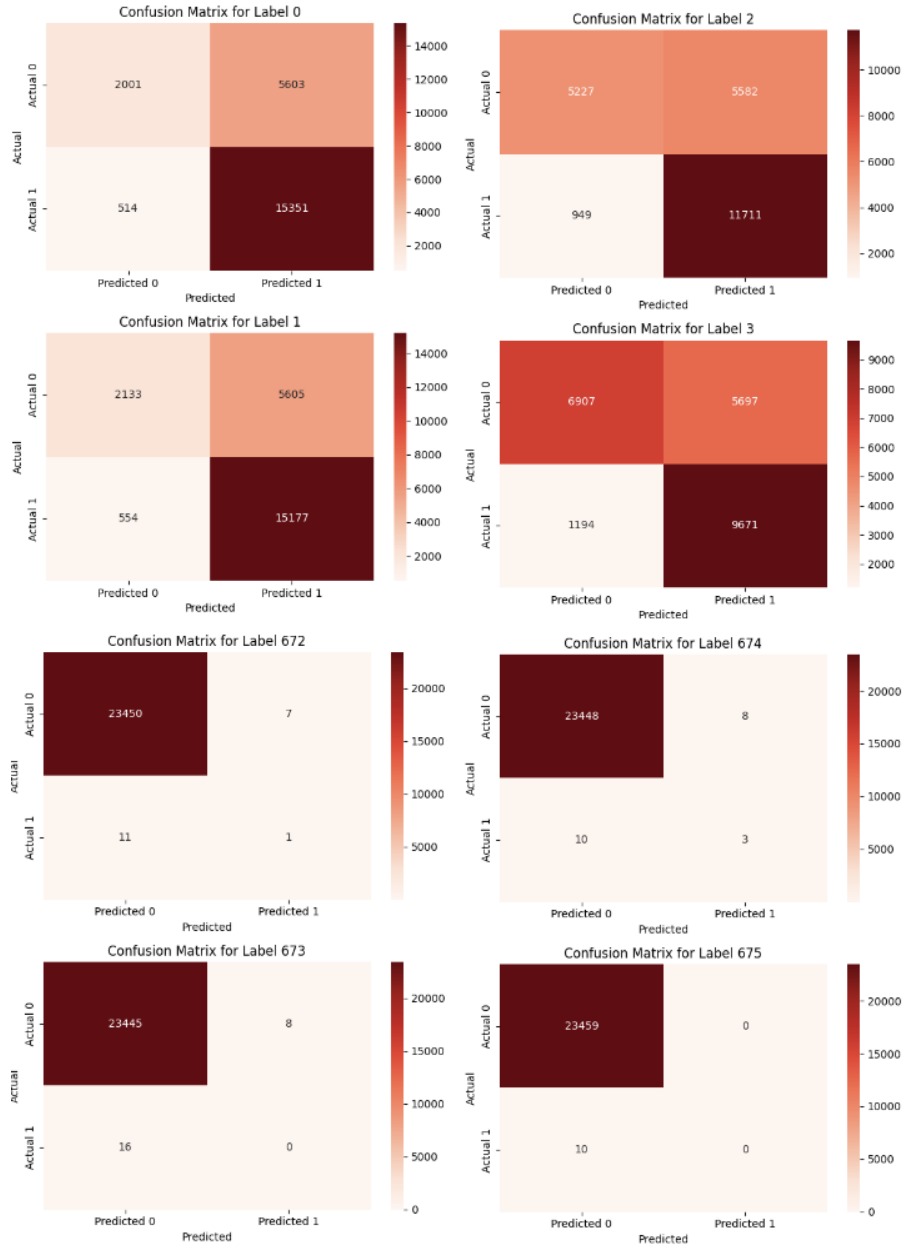 Confusion Matrix for Label 0
Actual
Actual 0
Actual 1
2001 5603
514 15351
Predicted 0 Predicted 1
Predicted
14000
12000
10000
8000
6000
4000
2000
Confusion Matrix for Label 2
Actual
Actual 0
Actual 1
5227 5582
949 11711
Predicted 0 Predicted 1
Predicted
10000
8000
6000
4000
2000
Confusion Matrix for Label 1
Actual
Actual 0
Actual 1
2133 5605
554 15177
Predicted 0 Predicted 1
Predicted
14000
12000
10000
8000
6000
4000
2000
Confusion Matrix for Label 3
Actual
Actual 0
Actual 1
6907 5697
1194 9671
Predicted 0 Predicted 1
Predicted
9000
8000
7000
6000
5000
4000
3000
2000
Confusion Matrix for Label 672
Actual
Actual 0
Actual 1
23450 7
11 1
Predicted 0 Predicted 1
Predicted
20000
15000
10000
5000
Confusion Matrix for Label 674
Actual
Actual 0
Actual 1
23448 8
10 3
Predicted 0 Predicted 1
Predicted
20000
15000
10000
5000
Confusion Matrix for Label 673
Actual
Actual 0
Actual 1
23445 8
16 0
Predicted 0 Predicted 1
Predicted
20000
15000
10000
5000
0
Confusion Matrix for Label 675
Actual
Actual 0
Actual 1
23459 0
10 0
Predicted 0 Predicted 1
Predicted
20000
15000
10000
5000
0